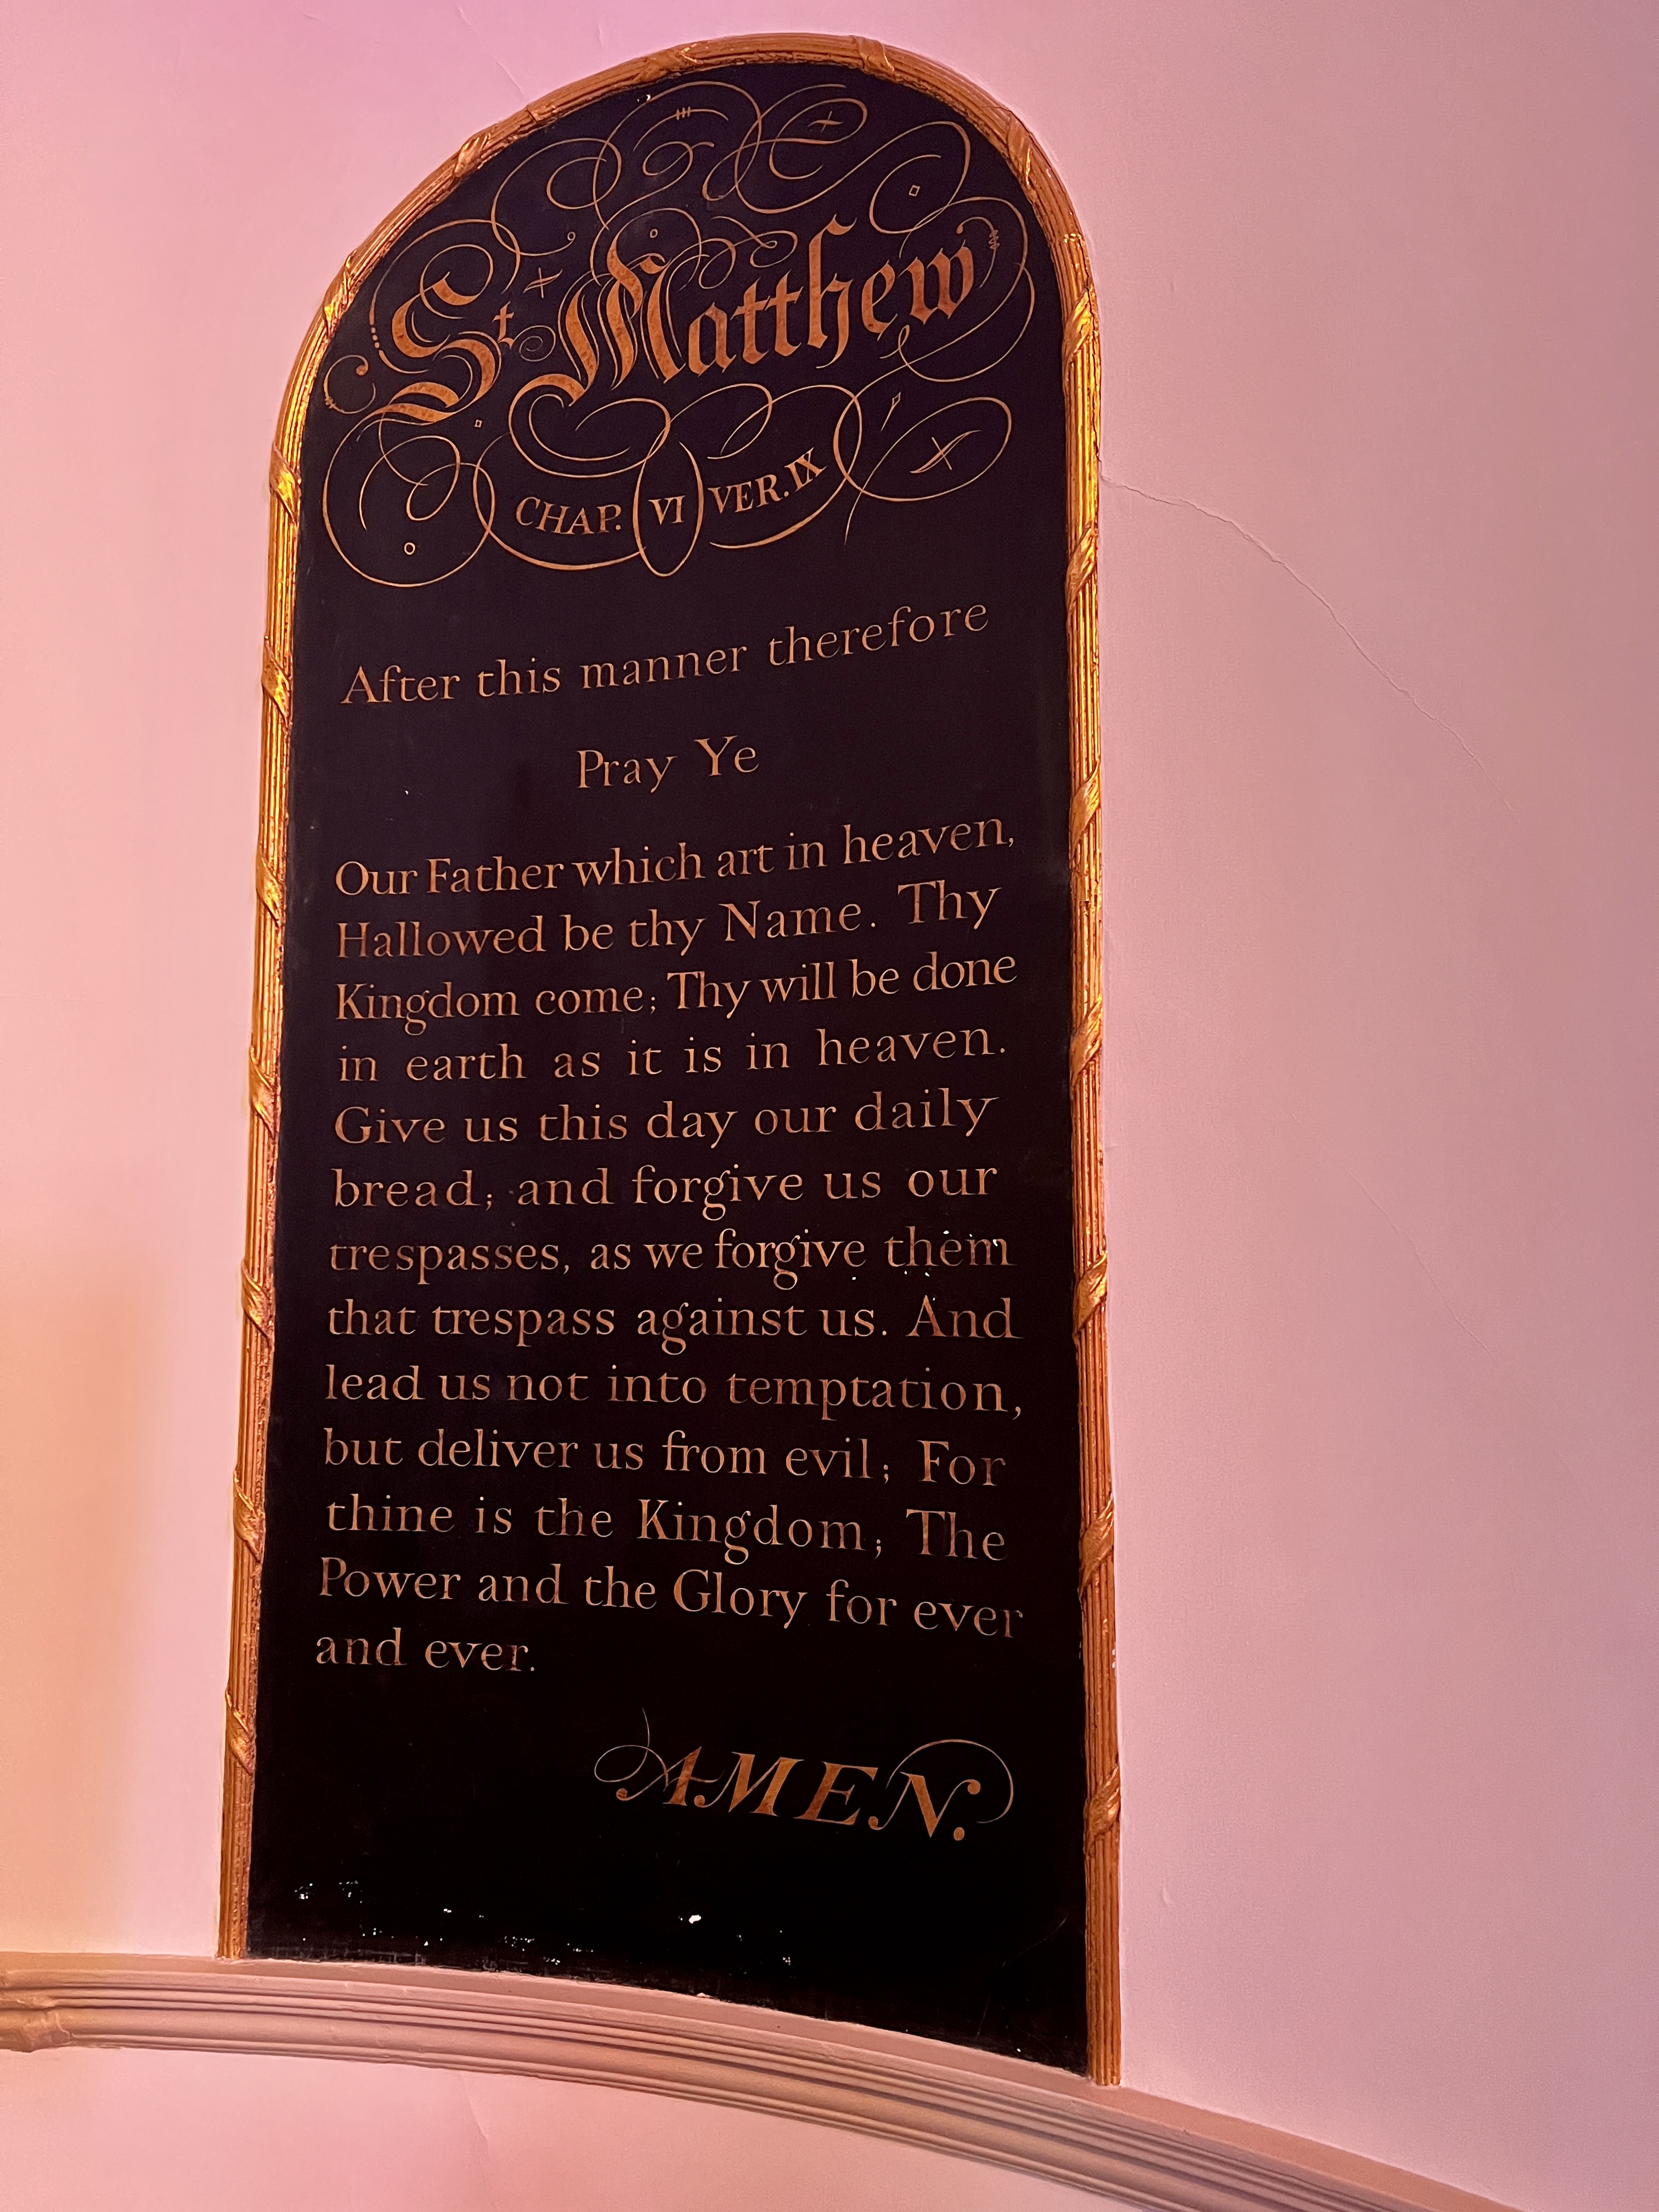 St Matthew
CHAP. VI VER. IX
After this manner therefore
Pray Ye
Our Father which art in heaven,
Hallowed be thy Name. Thy
Kingdom come; Thy will be done
in earth as it is in heaven.
Give us this day our daily
bread; and forgive us our
trespasses, as we forgive them
that trespass against us. And
lead us not into temptation,
but deliver us from evil; For
thine is the Kingdom; The
Power and the Glory for ever
and ever.
AMEN.